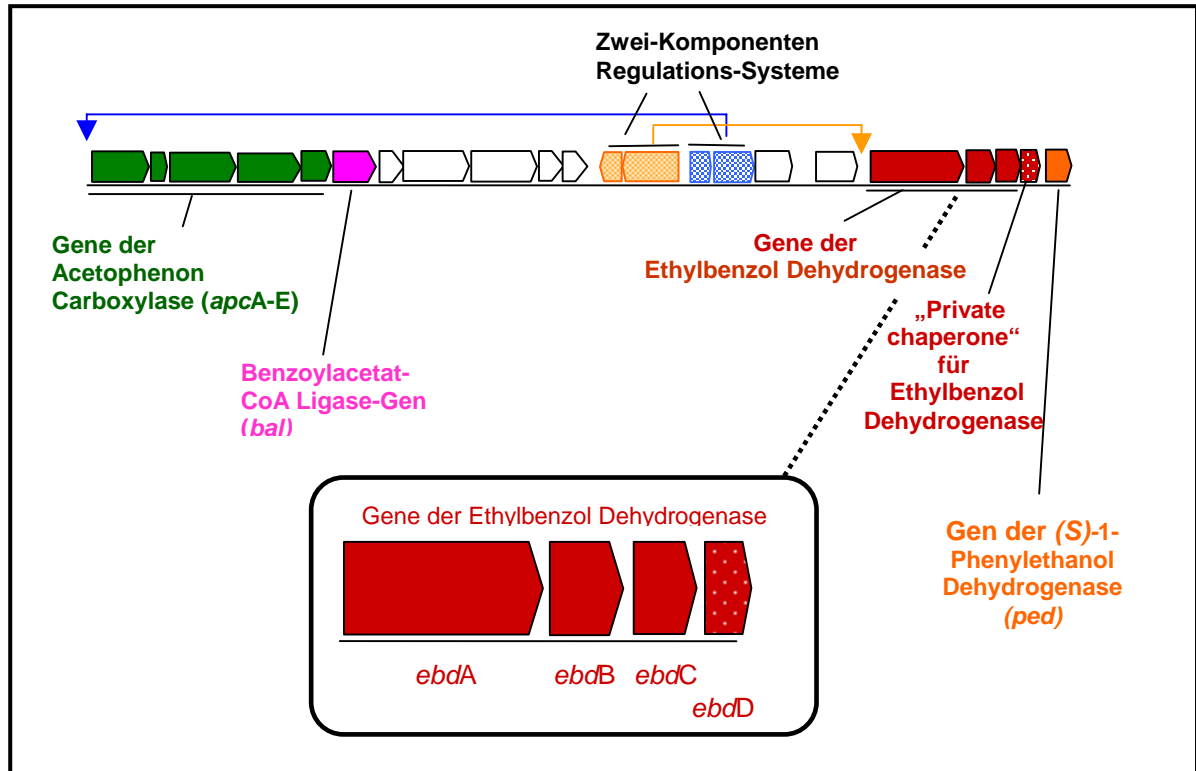 Zwei-Komponenten
Regulations-Systeme
Gene der
Acetophenon
Carboxylase (apcA-E)
Benzoylacetat-
CoA Ligase-Gen
(bal)
Gene der
Ethylbenzol Dehydrogenase
„Private
chaperone“
für
Ethylbenzol
Dehydrogenase
Gen der (S)-1-
Phenylethanol
Dehydrogenase
(ped)
Gene der Ethylbenzol Dehydrogenase
ebdA
ebdB
ebdC
ebdD